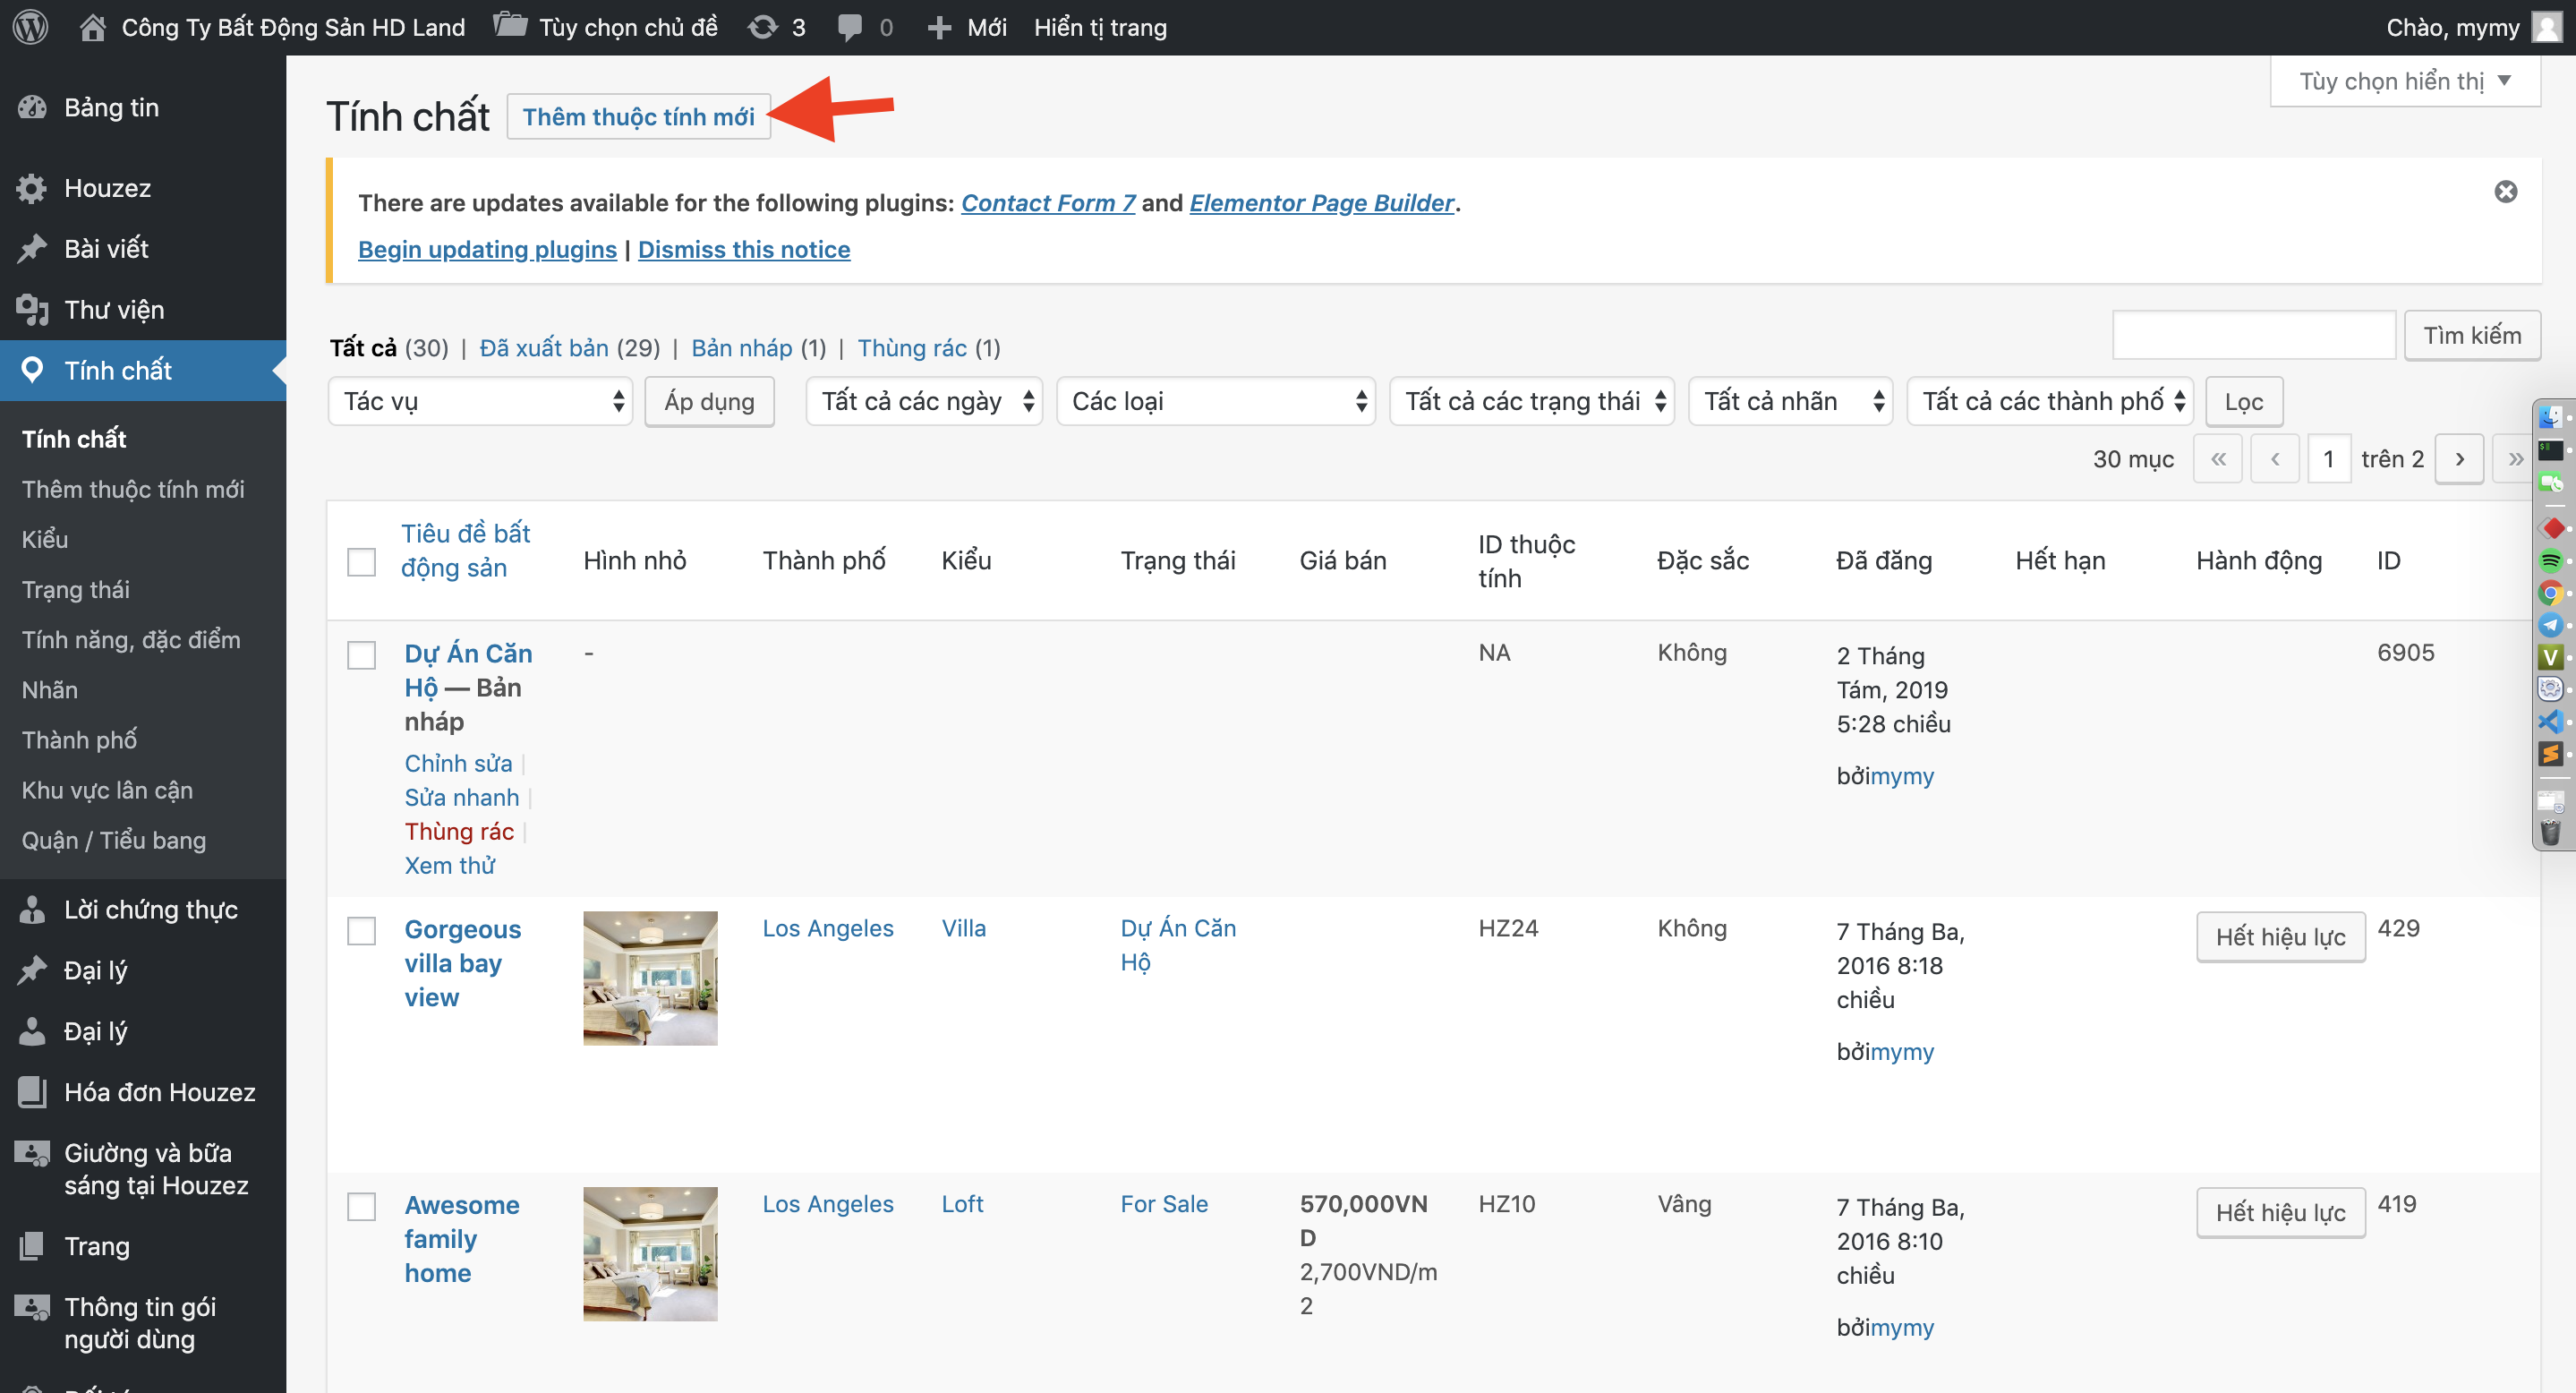 Công Ty Bất Động Sản HD Land Tùy chọn chủ đề 3 0 Mới Hiển tị trang Chào, mymy
Tùy chọn hiển thị
Bảng tin
Houzez
Bài viết
Thư viện
Tính chất
Tính chất
Thêm thuộc tính mới
Kiểu
Trạng thái
Tính năng, đặc điểm
Nhãn
Thành phố
Khu vực lân cận
Quận / Tiểu bang
Lời chứng thực
Đại lý
Đại lý
Hóa đơn Houzez
Giường và bữa
sáng tại Houzez
Trang
Thông tin gói
người dùng
Tính chất Thêm thuộc tính mới
There are updates available for the following plugins: Contact Form 7 and Elementor Page Builder.
Begin updating plugins | Dismiss this notice
Tất cả (30) | Đã xuất bản (29) | Bản nháp (1) | Thùng rác (1)
Tìm kiếm
Tác vụ Áp dụng Tất cả các ngày Các loại Tất cả các trạng thái Tất cả nhãn Tất cả các thành phố Lọc
30 mục « ‹ 1 trên 2 › »
Tiêu đề bất
động sản
Hình nhỏ
Thành phố
Kiểu
Trạng thái
Giá bán
ID thuộc
tính
Đặc sắc
Đã đăng
Hết hạn
Hành động
ID
Dự Án Căn
Hộ — Bản
nháp
Chỉnh sửa |
Sửa nhanh |
Thùng rác |
Xem thử
-
NA
Không
2 Tháng
Tám, 2019
5:28 chiều
bởimymy
6905
Gorgeous
villa bay
view
Los Angeles
Villa
Dự Án Căn
Hộ
HZ24
Không
7 Tháng Ba,
2016 8:18
chiều
bởimymy
Hết hiệu lực
429
Awesome
family
home
Los Angeles
Loft
For Sale
570,000VN
D
2,700VND/m
2
HZ10
Vâng
7 Tháng Ba,
2016 8:10
chiều
bởimymy
Hết hiệu lực
419